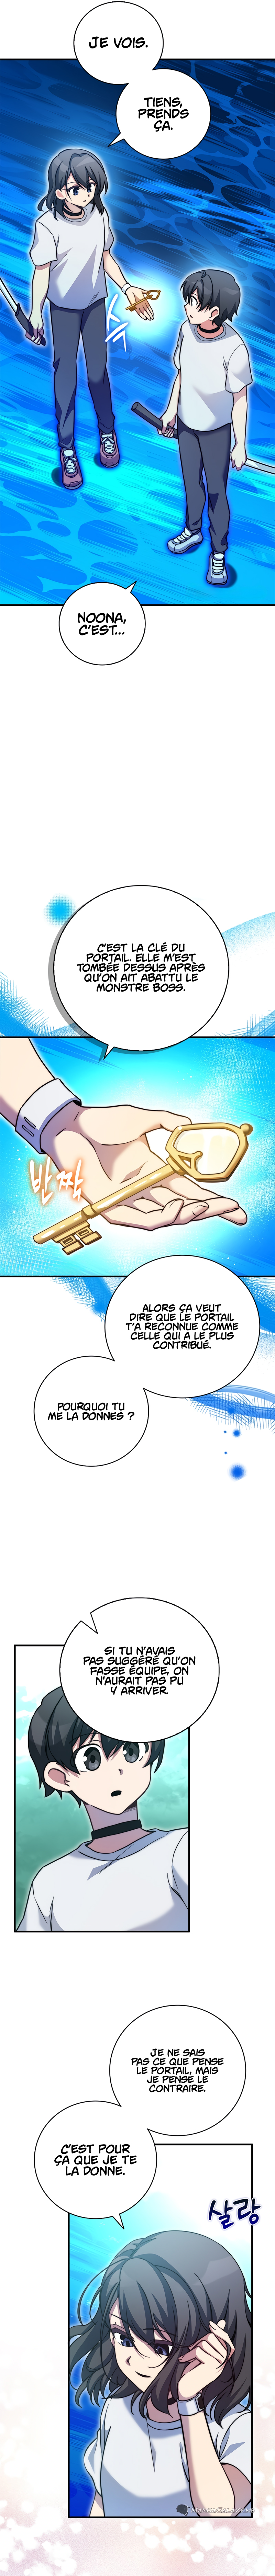 JE VOIS.
TIENS,
PRENDS
ÇA.
NOONA,
C'EST...
C'EST LA CLÉ DU
PORTAIL. ELLE M'EST
TOMBÉE DESSUS APRÈS
QU'ON AIT ABATTU LE
MONSTRE BOSS.
반짝
ALORS ÇA VEUT
DIRE QUE LE PORTAIL
T'A RECONNUE COMME
CELLE QUI A LE PLUS
CONTRIBUÉ.
POURQUOI TU
ME LA DONNES ?
SI TU N'AVAIS
PAS SUGGÉRÉ QU'ON
FASSE ÉQUIPE, ON
N'AURAIT PAS PU
Y ARRIVER.
JE NE SAIS
PAS CE QUE PENSE
LE PORTAIL, MAIS
JE PENSE LE
CONTRAIRE.
C'EST POUR
ÇA QUE JE TE
LA DONNE.
살랑